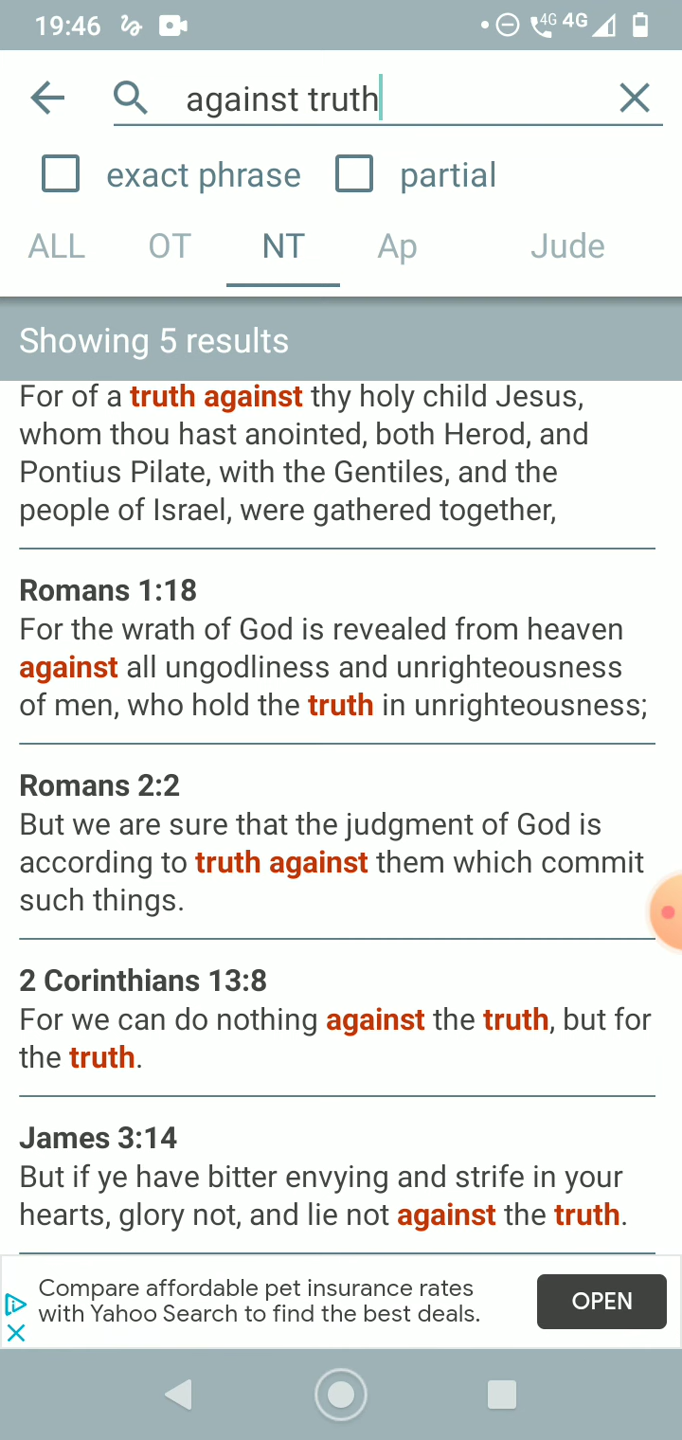 19:46
4G 4G
against truth
exact phrase partial
ALL OT NT Ap Jude
Showing 5 results
For of a truth against thy holy child Jesus,
whom thou hast anointed, both Herod, and
Pontius Pilate, with the Gentiles, and the
people of Israel, were gathered together,
Romans 1:18
For the wrath of God is revealed from heaven
against all ungodliness and unrighteousness
of men, who hold the truth in unrighteousness;
Romans 2:2
But we are sure that the judgment of God is
according to truth against them which commit
such things.
2 Corinthians 13:8
For we can do nothing against the truth, but for
the truth.
James 3:14
But if ye have bitter envying and strife in your
hearts, glory not, and lie not against the truth.
Compare affordable pet insurance rates
with Yahoo Search to find the best deals.
OPEN